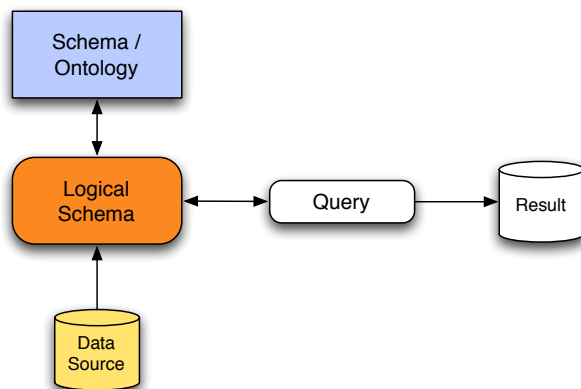 Schema /
Ontology
Logical
Schema
Query
Result
Data
Source